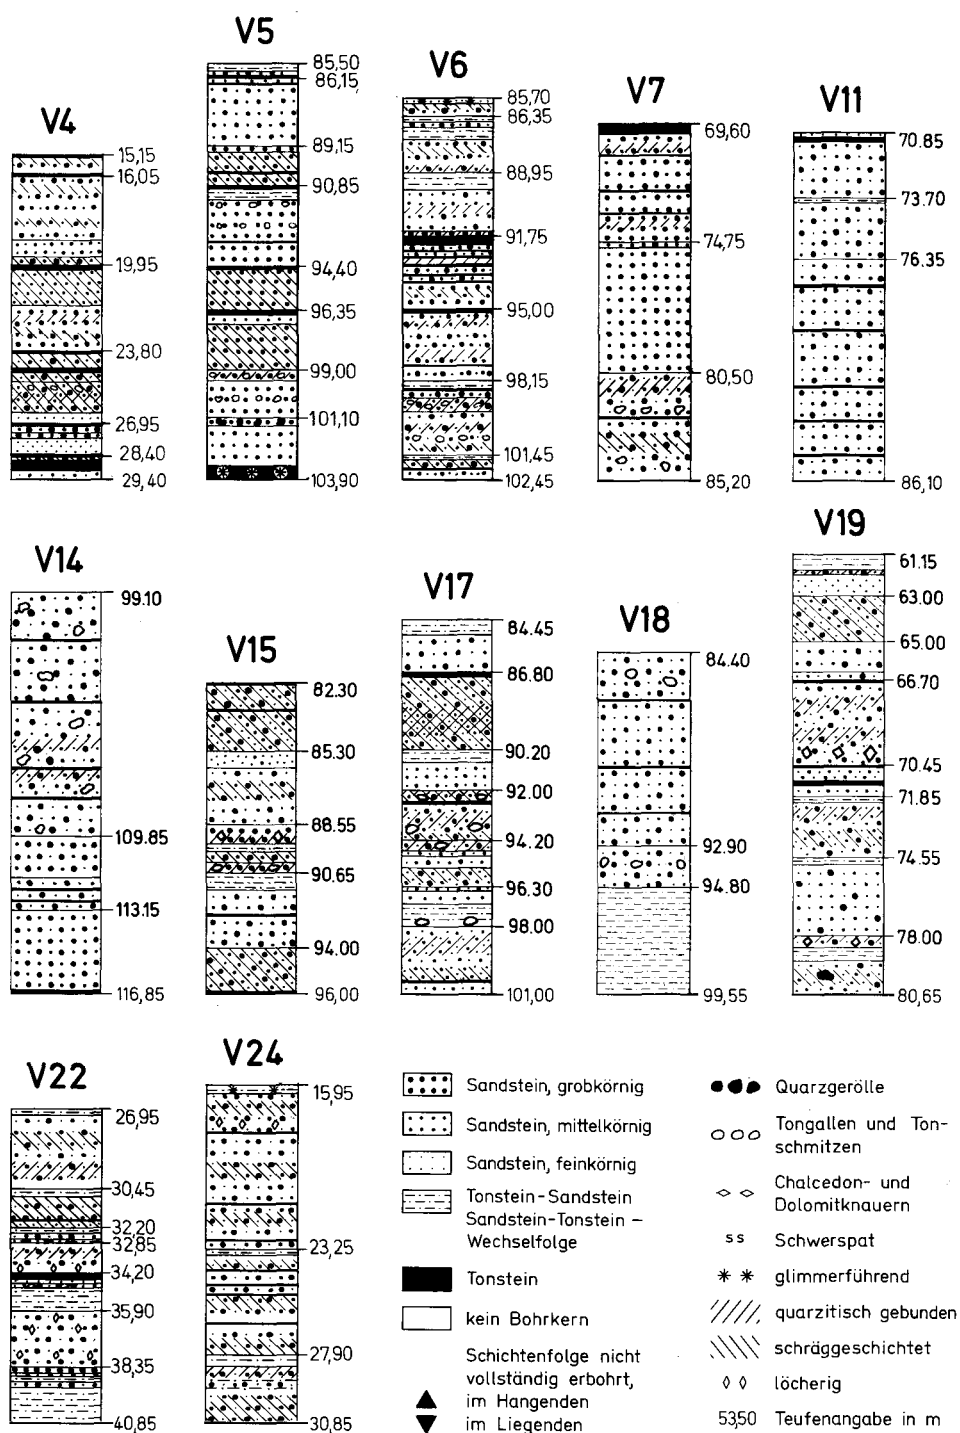 V4
15,15
16,05
19,95
23,80
26,95
28,40
29,40
V5
85,50
86,15
89,15
90,85
94,40
96,35
99,00
101,10
103,90
V6
85,70
86,35
88,95
91,75
95,00
98,15
101,45
102,45
V7
69,60
74,75
80,50
85,20
V11
70.85
73.70
76.35
86,10
V14
99.10
109.85
113.15
116,85
V15
82.30
85.30
88.55
90.65
94.00
96,00
V17
84.45
86.80
90.20
92.00
94.20
96.30
98.00
101,00
V18
84.40
92.90
94.80
99,55
V19
61.15
63.00
65.00
66.70
70.45
71.85
74.55
78.00
80,65
V22
26,95
30,45
32,20
32,85
34,20
35,90
38,35
40,85
V24
15,95
23,25
27,90
30,85
Sandstein, grobkörnig
Sandstein, mittelkörnig
Sandstein, feinkörnig
Tonstein-Sandstein
Sandstein-Tonstein –
Wechselfolge
Tonstein
kein Bohrkern
Schichtenfolge nicht
vollständig erbohrt,
im Hangenden
im Liegenden
Quarzgerölle
Tongallen und Ton-
schmitzen
Chalcedon- und
Dolomitknauern
ss Schwerspat
glimmerführend
quarzitisch gebunden
schräggeschichtet
löcherig
53,50 Teufenangabe in m